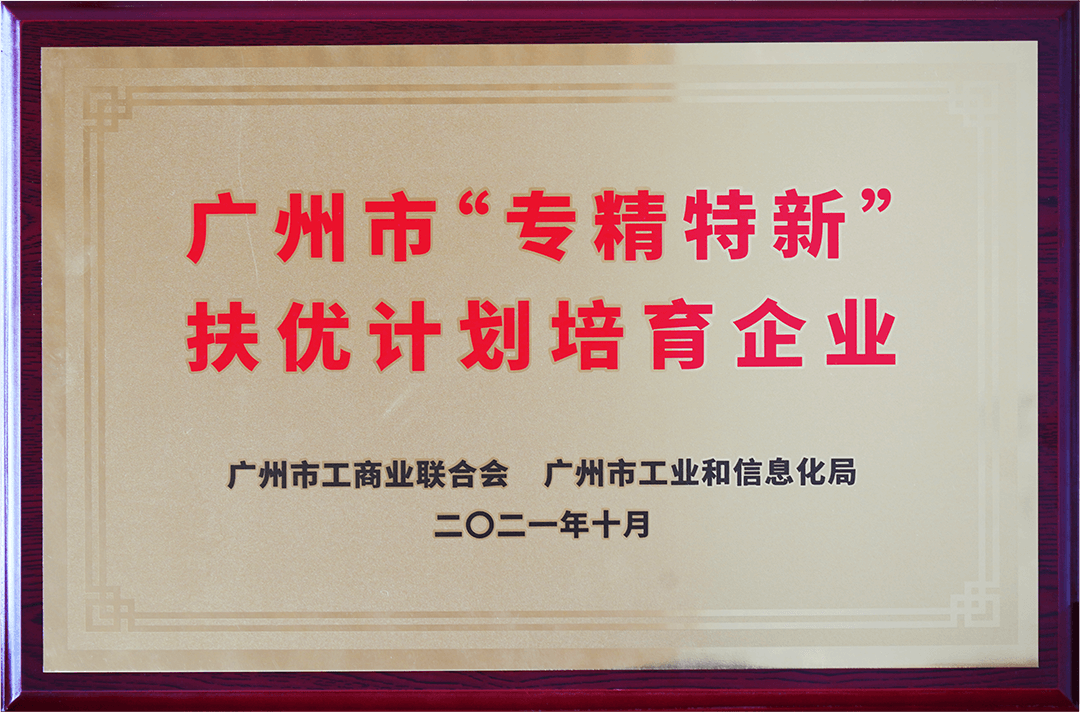 广州市“专精特新”
扶优计划培育企业
广州市工商业联合会 广州市工业和信息化局
二〇二一年十月